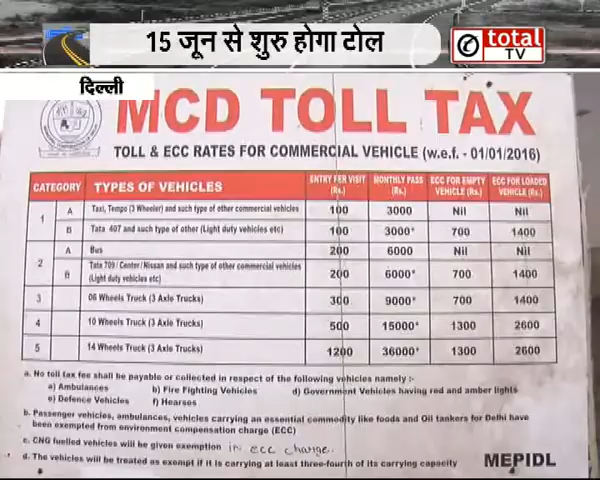 15 जून से शुरु होगा टोल
total
TV
दिल्ली
MCD TOLL TAX
TOLL & ECC RATES FOR COMMERCIAL VEHICLE (w.e.f. - 01/01/2016)
CATEGORY TYPES OF VEHICLES ENTRY PER VISIT (Rs.) MONTHLY PASS (Rs.) ECC FOR EMPTY VEHICLE (Rs.) ECC FOR LOADED VEHICLE (Rs.)
1 A Taxi, Tempo (3 Wheeler) and such type of other commercial vehicles 100 3000 Nil Nil
B Tata 407 and such type of other (Light duty vehicles etc) 100 3000* 700 1400
2 A Bus 200 6000 Nil Nil
B Tata 709/Center/Nissan and such type of other commercial vehicles (Light duty vehicles etc) 200 6000* 700 1400
3 06 Wheels Truck (3 Axle Trucks) 300 9000* 700 1400
4 10 Wheels Truck (3 Axle Trucks) 500 15000* 1300 2600
5 14 Wheels Truck (3 Axle Trucks) 1200 36000* 1300 2600
a. No toll tax fee shall be payable or collected in respect of the following vehicles namely :-
a) Ambulances b) Fire Fighting Vehicles d) Government Vehicles having red and amber lights
e) Defence Vehicles f) Hearses
b. Passenger vehicles, ambulances, vehicles carrying an essential commodity like foods and Oil tankers for Delhi have
been exempted from environment compensation charge (ECC)
c. CNG fuelled vehicles will be given exemption in ecc charge.
d. The vehicles will be treated as exempt if it is carrying at least three-fourth of its carrying capacity
MEPIDL